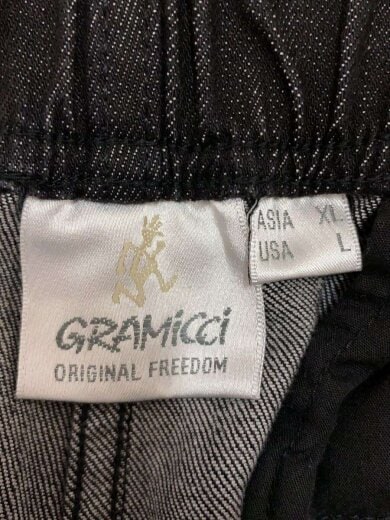 GRAMiCCi
ORIGINAL FREEDOM
ASIA XL
USA L